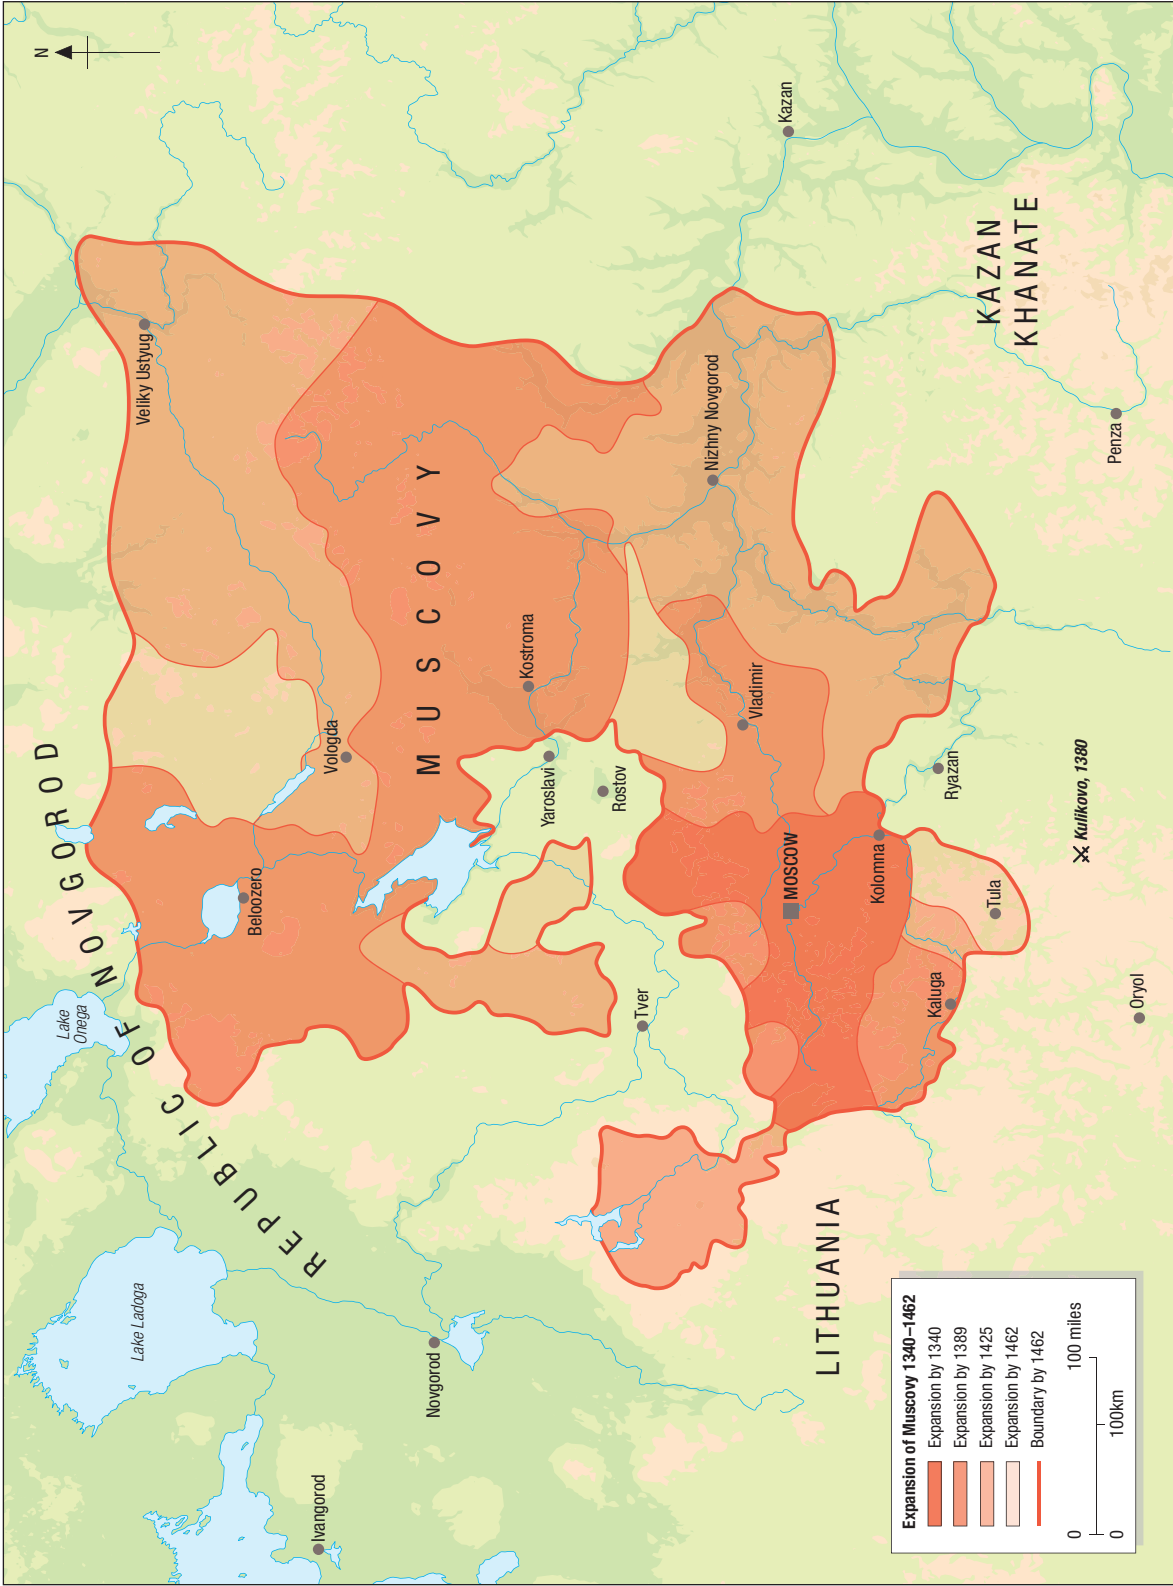 N
REPUBLIC OF NOVGOROD
Lake
Onega
Lake Ladoga
Ivangorod
Novgorod
Beloozero
Vologda
Veliky Ustyug
MUSCOVY
Kostroma
Yaroslavl
Rostov
Tver
Nizhny Novgorod
Vladimir
MOSCOW
Kolomna
Kaluga
Tula
Ryazan
Kazan
KAZAN
KHANATE
Penza
Kulikovo, 1380
Oryol
LITHUANIA
Expansion of Muscovy 1340–1462
Expansion by 1340
Expansion by 1389
Expansion by 1425
Expansion by 1462
Boundary by 1462
0 100 miles
0 100km